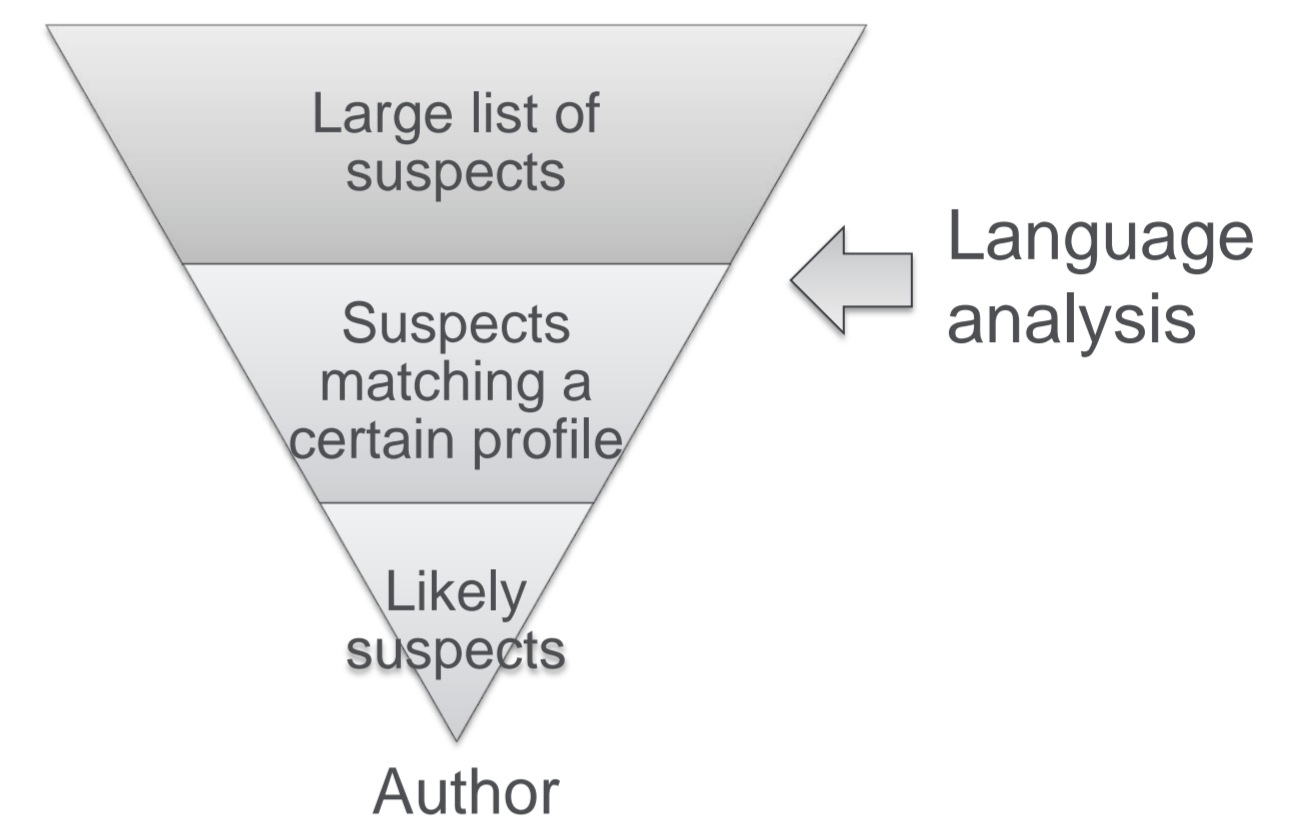 Large list of
suspects
Language
analysis
Suspects
matching a
certain profile
Likely
suspects
Author